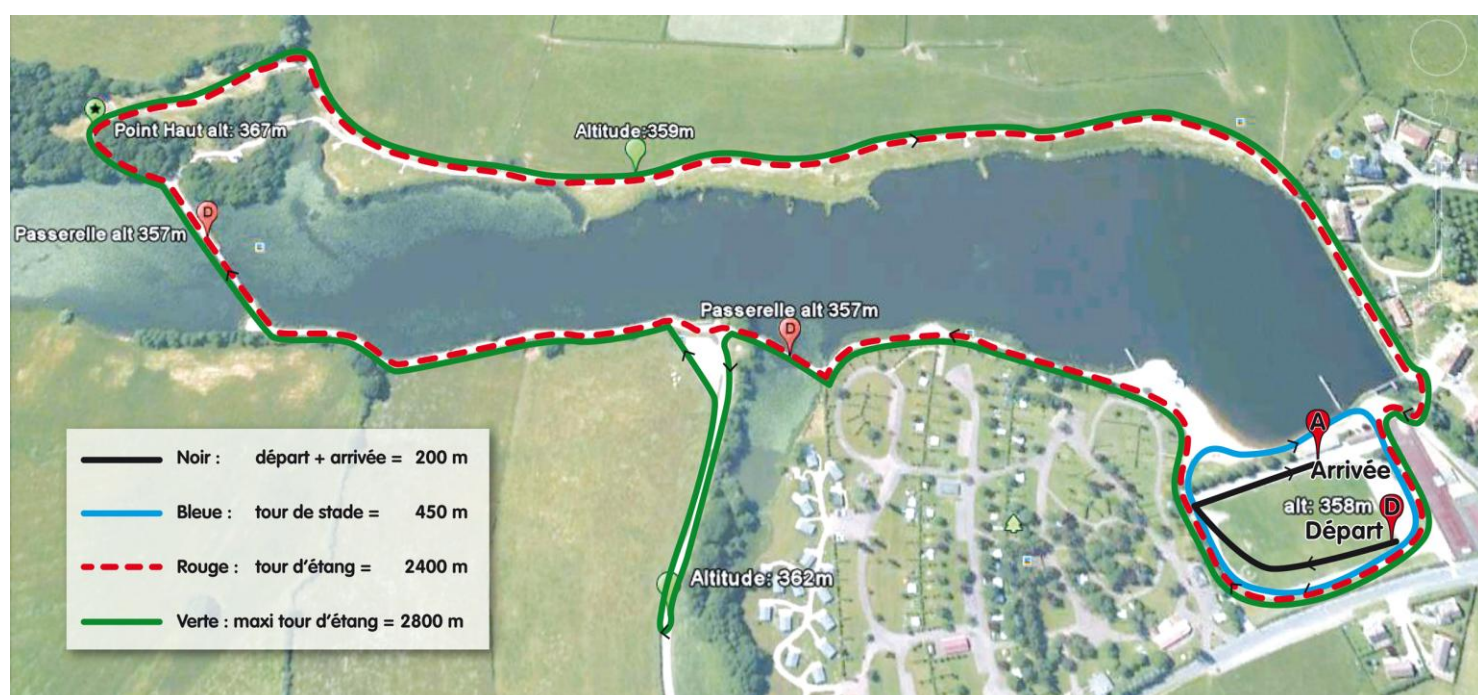 Point Haut alt: 367m
Altitude:359m
Passerelle alt 357m
D
Passerelle alt 357m
D
A
Arrivée
alt: 358m
D
Départ
Altitude: 362m
Noir : départ + arrivée = 200 m
Bleue : tour de stade = 450 m
Rouge : tour d'étang = 2400 m
Verte : maxi tour d'étang = 2800 m